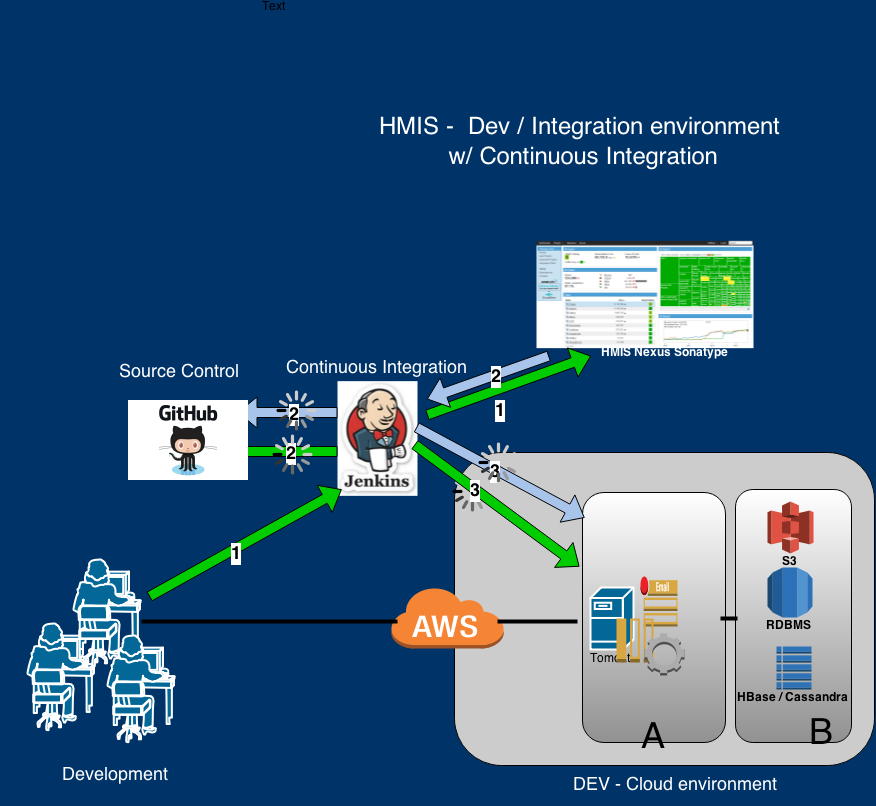 Text
HMIS - Dev / Integration environment
w/ Continuous Integration
HMIS Nexus Sonatype
Source Control
Continuous Integration
2
1
GitHub
2
2
Jenkins
3
3
1
S3
AWS
Email
RDBMS
HBase / Cassandra
A
B
Development
DEV - Cloud environment